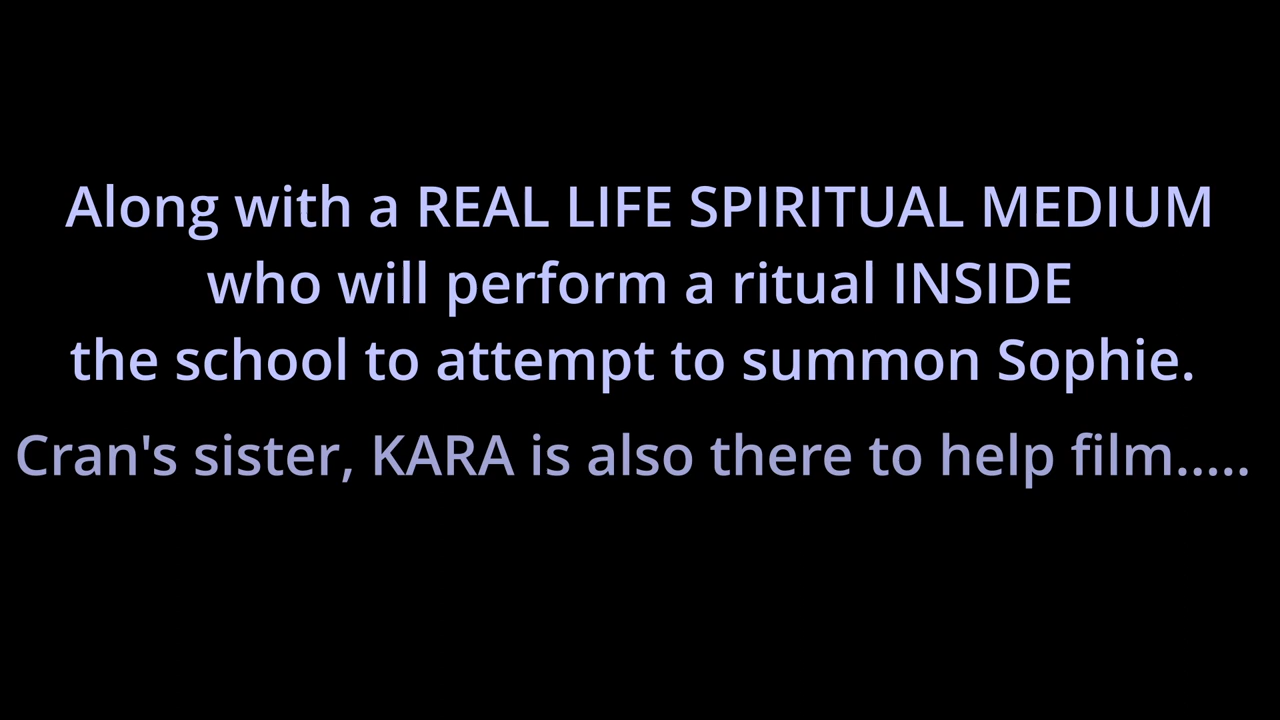 Along with a REAL LIFE SPIRITUAL MEDIUM
who will perform a ritual INSIDE
the school to attempt to summon Sophie.
Cran's sister, KARA is also there to help film.....